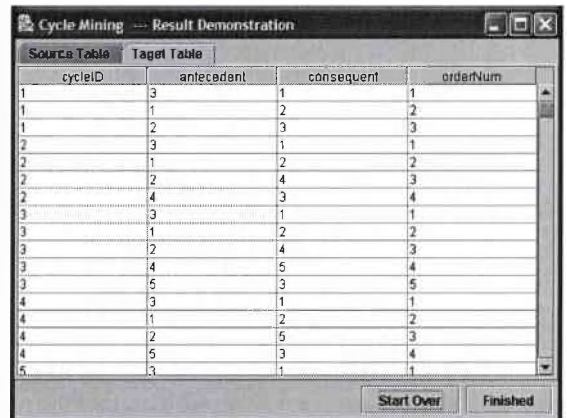 Cycle Mining --- Result Demonstration
Source Table Taget Table
cycleID antecedent consequent orderNum
1 3 1 1
1 1 2 2
1 2 3 3
2 3 1 1
2 1 2 2
2 2 4 3
2 4 3 4
3 3 1 1
3 1 2 2
3 2 4 3
3 4 5 4
3 5 3 5
4 3 1 1
4 1 2 2
4 2 5 3
4 5 3 4
5 3 1 1
Start Over Finished